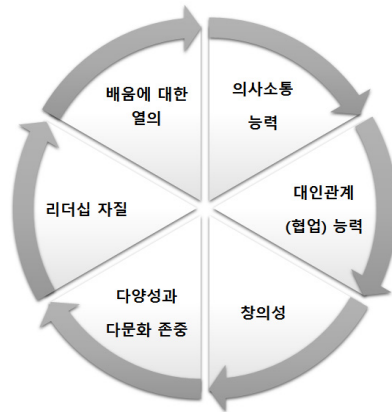 배움에 대한
열의
의사소통
능력
대인관계
(협업) 능력
창의성
다양성과
다문화 존중
리더십 자질